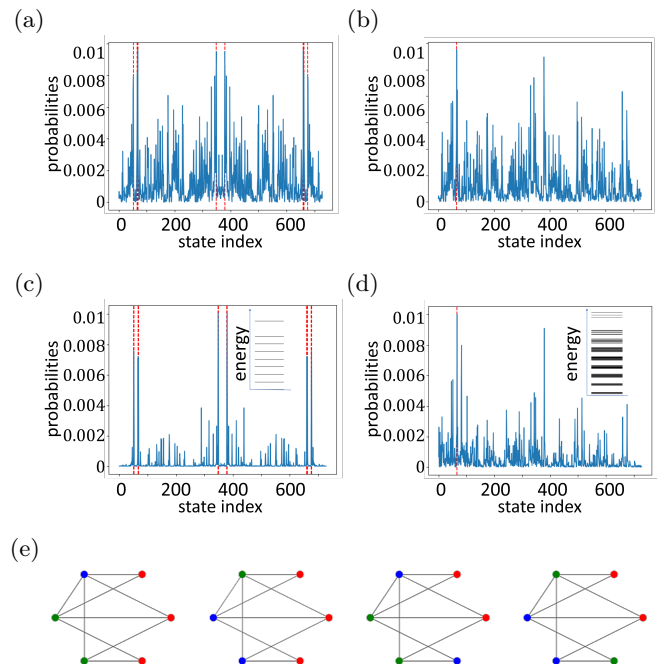 (a)
probabilities
0.01
0.008
0.006
0.004
0.002
0
0 200 400 600
state index
(b)
probabilities
0.01
0.008
0.006
0.004
0.002
0
0 200 400 600
state index
(c)
probabilities
0.01
0.008
0.006
0.004
0.002
0
energy
0 200 400 600
state index
(d)
probabilities
0.01
0.008
0.006
0.004
0.002
0
energy
0 200 400 600
state index
(e)